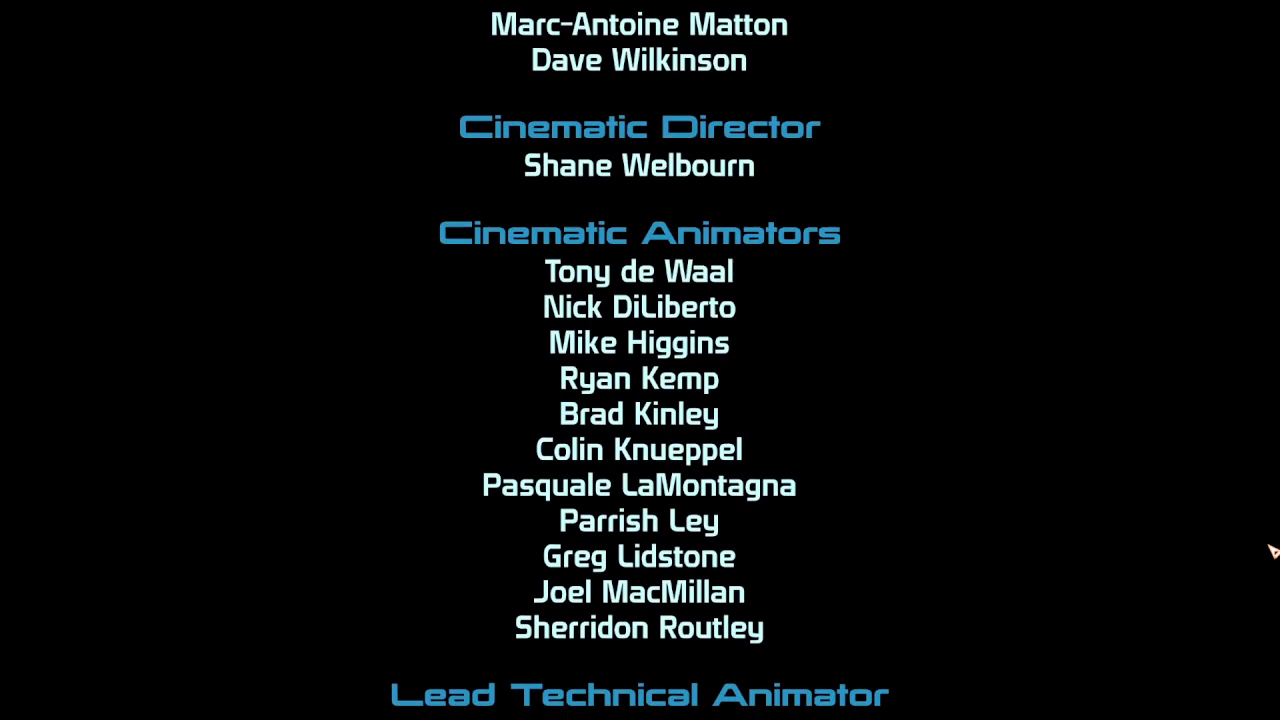 Marc-Antoine Matton
Dave Wilkinson
Cinematic Director
Shane Welbourn
Cinematic Animators
Tony de Waal
Nick DiLiberto
Mike Higgins
Ryan Kemp
Brad Kinley
Colin Knueppel
Pasquale LaMontagna
Parrish Ley
Greg Lidstone
Joel MacMillan
Sherridon Routley
Lead Technical Animator